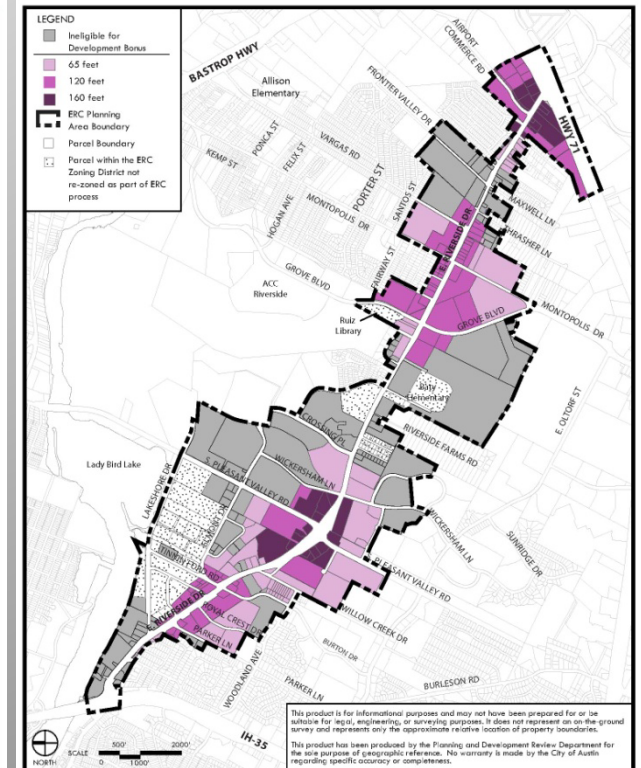 LEGEND
Ineligible for
Development Bonus
65 feet
120 feet
160 feet
ERC Planning
Area Boundary
Parcel Boundary
Parcel within the ERC
Zoning District not
re-zoned as part of ERC
process
BASTROP HWY
Allison
Elementary
AIRPORT
COMMERCE RD
FRONTIER VALLEY DR
HWY 71
PONCA ST
KEMP ST
FELIX ST
VARGAS RD
PORTER ST
HOGAN AVE
MONTOPOLIS DR
SANTOS ST
MAXWELL LN
THRASHER LN
E. RIVERSIDE DR
FAIRWAY ST
GROVE BLVD
ACC
Riverside
Ruiz
Library
GROVE BLVD
MONTOPOLIS DR
Baty
Elementary
E. OLTORF ST
RIVERSIDE FARMS RD
CROSSING PL
WICKERSHAM LN
PLEASANT VALLEY RD
Lady Bird Lake
LAKESHORE DR
WICKERSHAM LN
SUNRIDGE DR
TINNIN FORD RD
PLEASANT VALLEY RD
WILLOW CREEK DR
E. RIVERSIDE DR
ROYAL CREST DR
PARKER LN
BURTON DR
WOODLAND AVE
PARKER LN
BURLESON RD
IH-35
NORTH
SCALE
500' 2000'
0 1000'
This product is for informational purposes and may not have been prepared for or be
suitable for legal, engineering, or surveying purposes. It does not represent an on-the-ground
survey and represents only the approximate relative location of property boundaries.
This product has been produced by the Planning and Development Review Department for
the sole purpose of geographic reference. No warranty is made by the City of Austin
regarding specific accuracy or completeness.